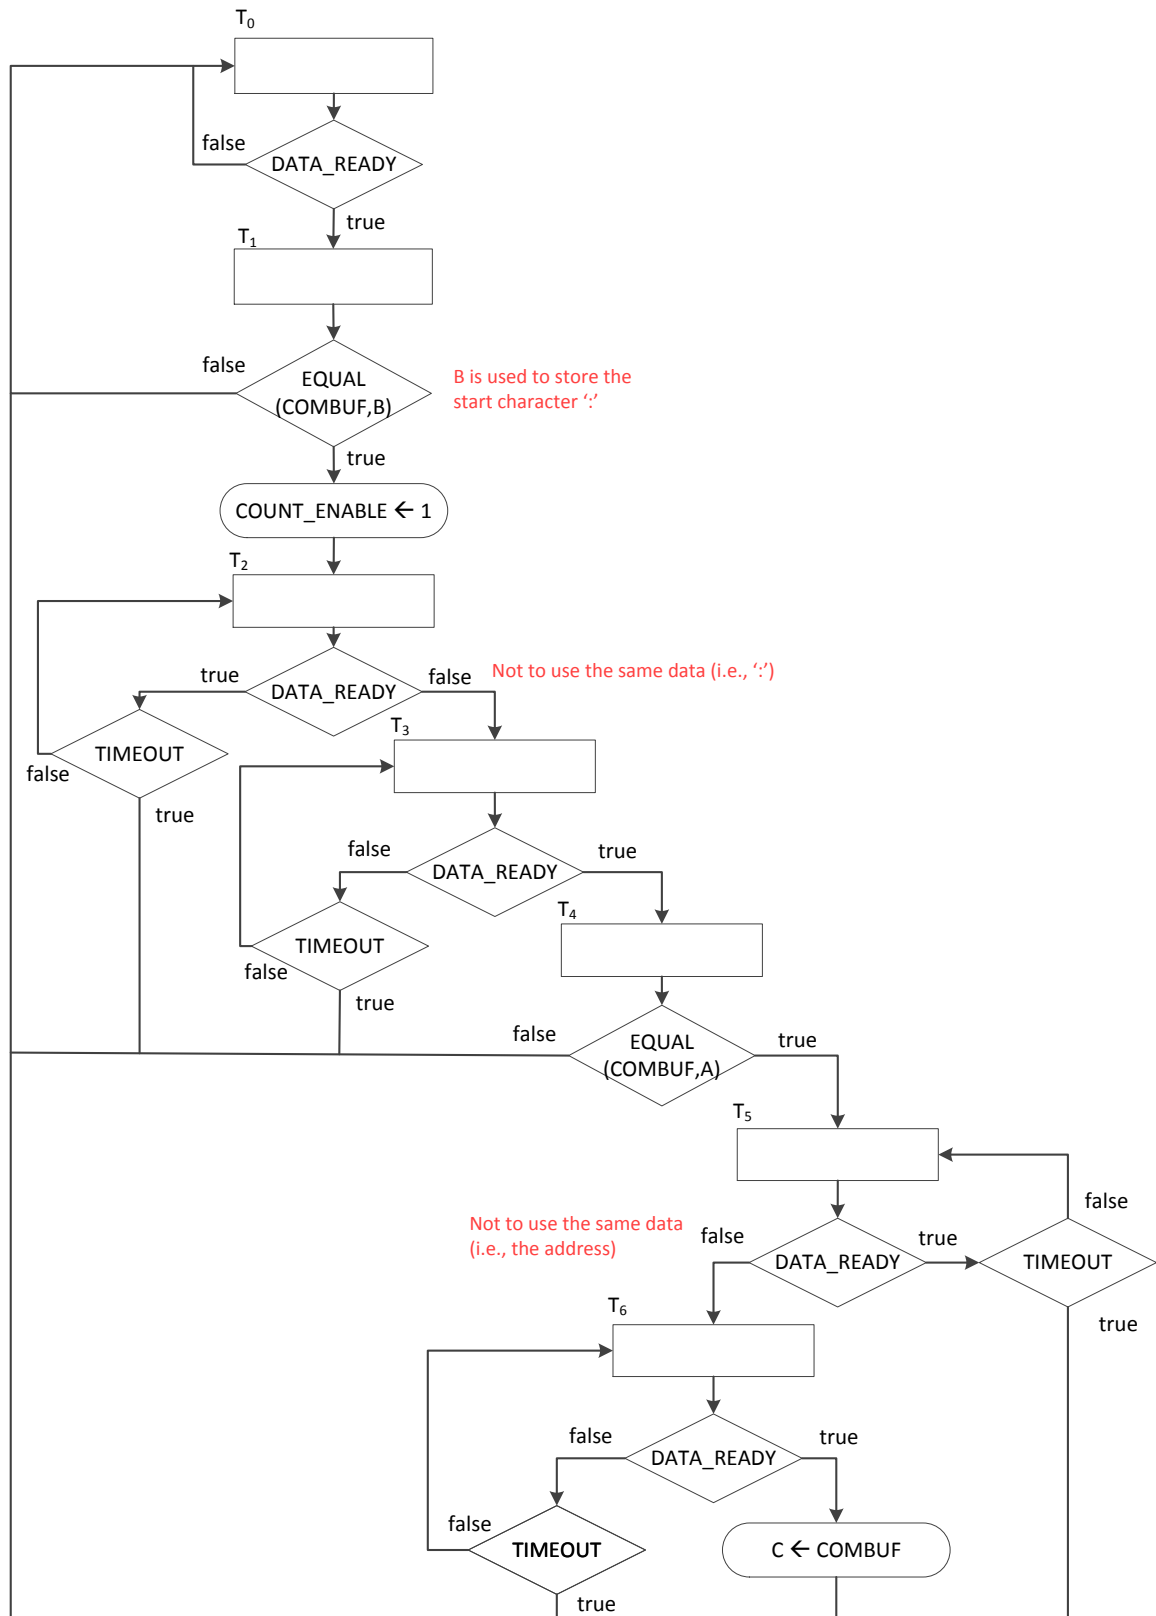 T₀
false
DATA_READY
true
T₁
false
EQUAL
(COMBUF,B)
B is used to store the
start character ‘:’
true
COUNT_ENABLE ← 1
T₂
true
DATA_READY
false
Not to use the same data (i.e., ‘:’)
T₃
TIMEOUT
false
true
false
DATA_READY
true
T₄
TIMEOUT
false
true
false
EQUAL
(COMBUF,A)
true
T₅
false
Not to use the same data
(i.e., the address)
false
DATA_READY
true
TIMEOUT
T₆
true
false
DATA_READY
true
false
TIMEOUT
C ← COMBUF
true